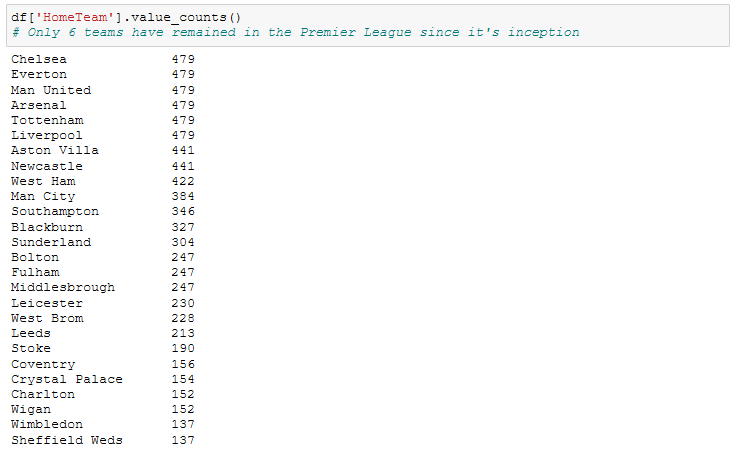 df['HomeTeam'].value_counts()
# Only 6 teams have remained in the Premier League since it's inception
Chelsea 479
Everton 479
Man United 479
Arsenal 479
Tottenham 479
Liverpool 479
Aston Villa 441
Newcastle 441
West Ham 422
Man City 384
Southampton 346
Blackburn 327
Sunderland 304
Bolton 247
Fulham 247
Middlesbrough 247
Leicester 230
West Brom 228
Leeds 213
Stoke 190
Coventry 156
Crystal Palace 154
Charlton 152
Wigan 152
Wimbledon 137
Sheffield Weds 137